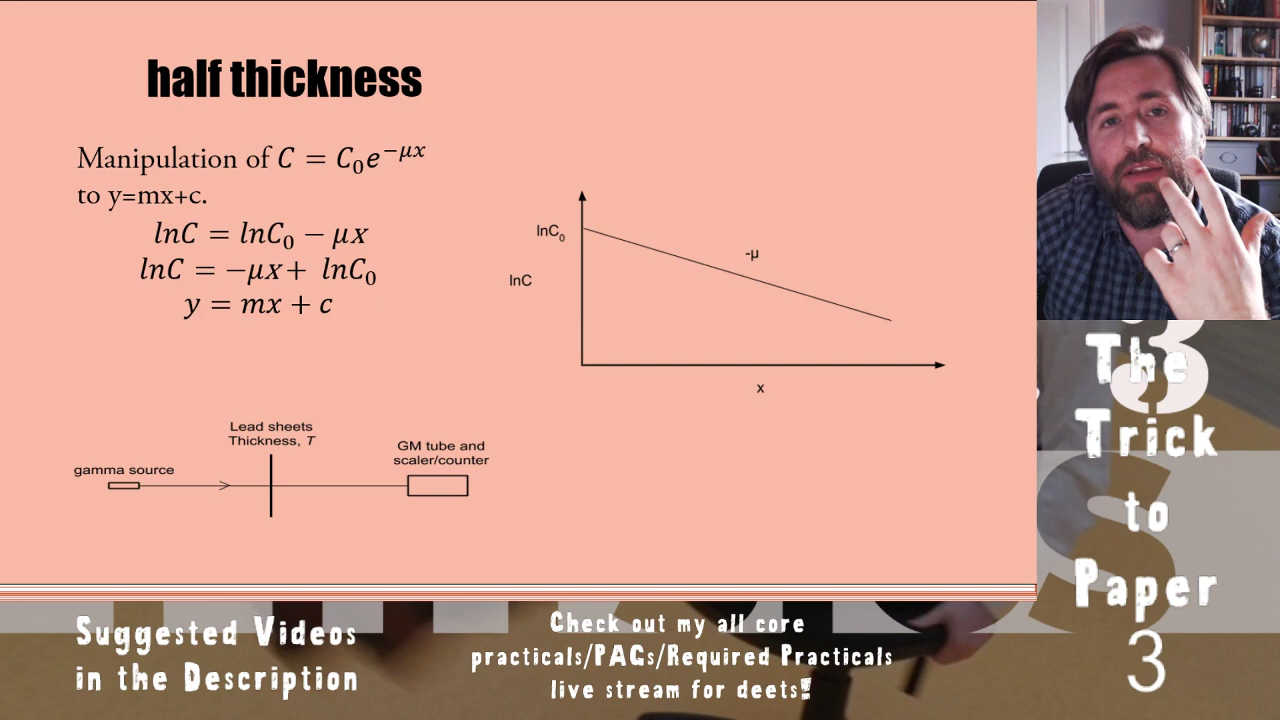 half thickness
Manipulation of C = C₀e^{-μx}
to y=mx+c.
lnC = lnC₀ − μx
lnC = −μx+ lnC₀
y = mx + c
lnC₀
-μ
lnC
x
Lead sheets
Thickness, T
GM tube and
scaler/counter
gamma source
3
The
Trick
to
Paper
3
Suggested Videos
in the Description
Check out my all core
practicals/PAGs/Required Practicals
live stream for deets!